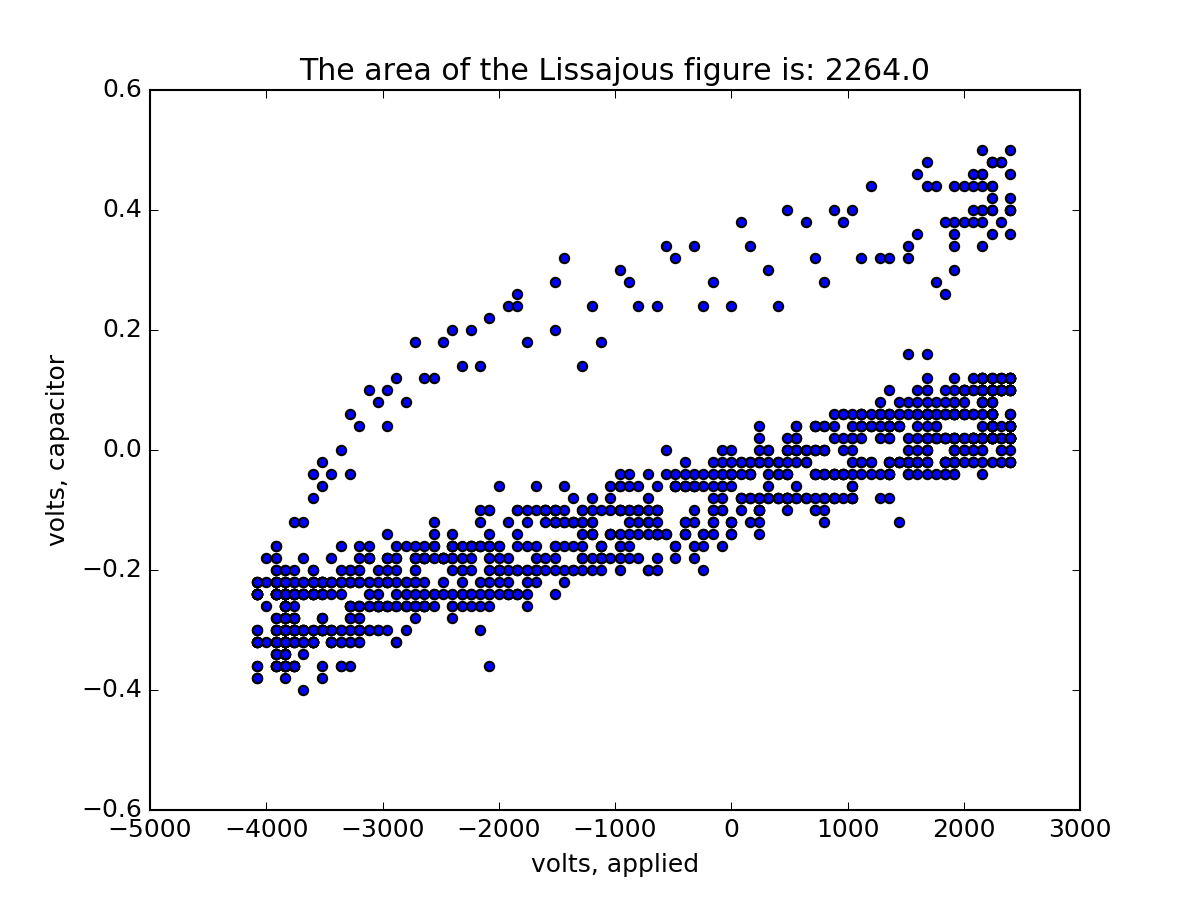 The area of the Lissajous figure is: 2264.0
0.6
0.4
0.2
0.0
−0.2
−0.4
−0.6
−5000 −4000 −3000 −2000 −1000 0 1000 2000 3000
volts, capacitor
volts, applied